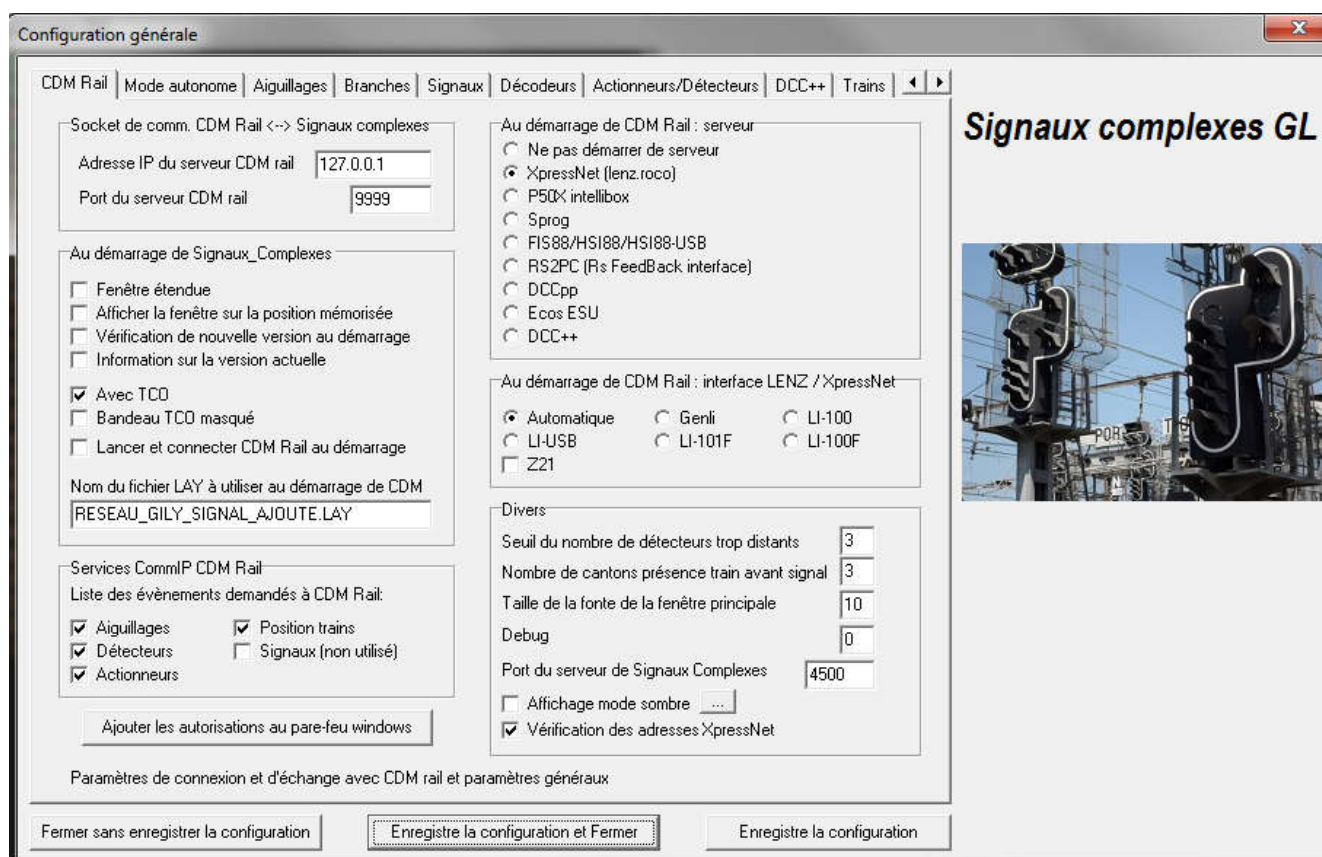 Configuration générale
CDM Rail
Mode autonome
Aiguillages
Branches
Signaux
Décodeurs
Actionneurs/Détecteurs
DCC++
Trains
Socket de comm. CDM Rail <--> Signaux complexes
Adresse IP du serveur CDM rail 127.0.0.1
Port du serveur CDM rail 9999
Au démarrage de Signaux_Complexes
Fenêtre étendue
Afficher la fenêtre sur la position mémorisée
Vérification de nouvelle version au démarrage
Information sur la version actuelle
Avec TCO
Bandeau TCO masqué
Lancer et connecter CDM Rail au démarrage
Nom du fichier LAY à utiliser au démarrage de CDM
RESEAU_GILY_SIGNAL_AJOUTE.LAY
Services CommIP CDM Rail
Liste des évènements demandés à CDM Rail:
Aiguillages
Position trains
Détecteurs
Signaux (non utilisé)
Actionneurs
Ajouter les autorisations au pare-feu windows
Au démarrage de CDM Rail : serveur
Ne pas démarrer de serveur
XpressNet (lenz.roco)
P50X intellibox
Sprog
FIS88/HSI88/HSI88-USB
RS2PC (Rs FeedBack interface)
DCCpp
Ecos ESU
DCC++
Au démarrage de CDM Rail : interface LENZ / XpressNet
Automatique
Genli
LI-100
LI-USB
LI-101F
LI-100F
Z21
Divers
Seuil du nombre de détecteurs trop distants 3
Nombre de cantons présence train avant signal 3
Taille de la fonte de la fenêtre principale 10
Debug 0
Port du serveur de Signaux Complexes 4500
Affichage mode sombre ...
Vérification des adresses XpressNet
Paramètres de connexion et d'échange avec CDM rail et paramètres généraux
Fermer sans enregistrer la configuration
Enregistre la configuration et Fermer
Enregistre la configuration
Signaux complexes GL